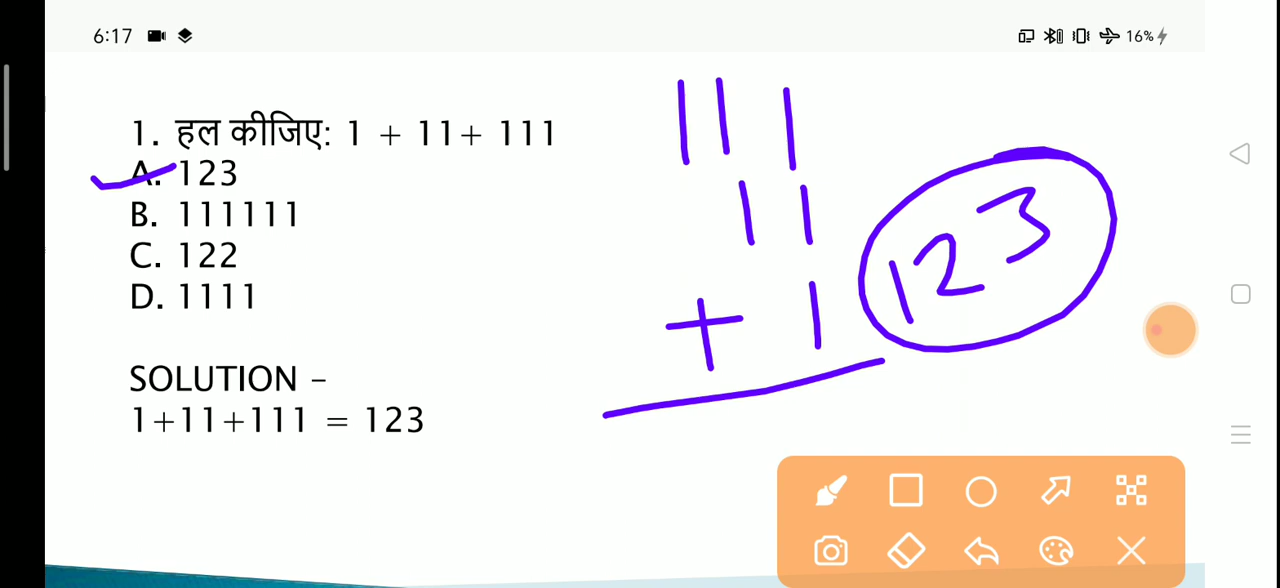 6:17
16%
1. हल कीजिए: 1 + 11+ 111
A. 123
B. 111111
C. 122
D. 1111
SOLUTION –
1+11+111 = 123
111
11
+ 1
123